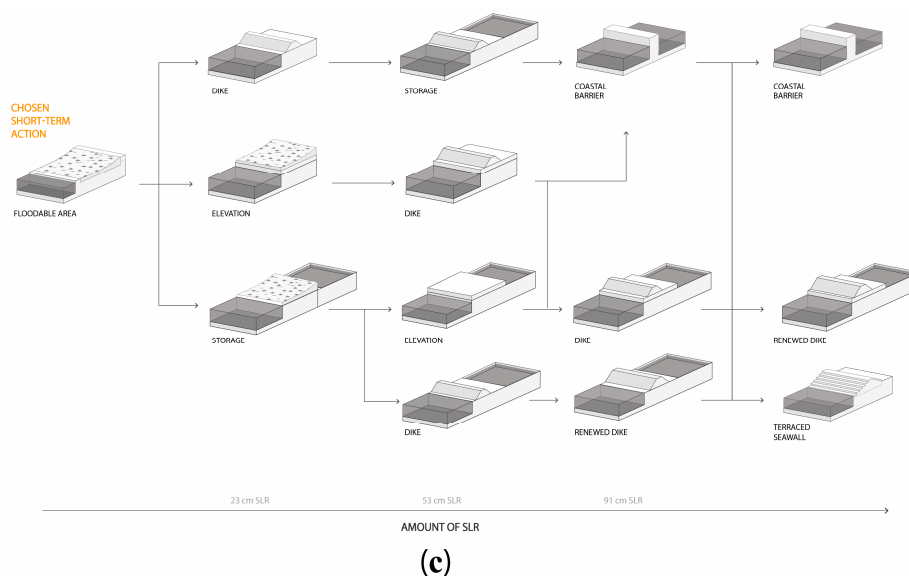 DIKE
STORAGE
COASTAL
BARRIER
COASTAL
BARRIER
CHOSEN
SHORT-TERM
ACTION
FLOODABLE AREA
ELEVATION
DIKE
STORAGE
ELEVATION
DIKE
RENEWED DIKE
DIKE
RENEWED DIKE
TERRACED
SEAWALL
23 cm SLR
53 cm SLR
91 cm SLR
AMOUNT OF SLR
(c)